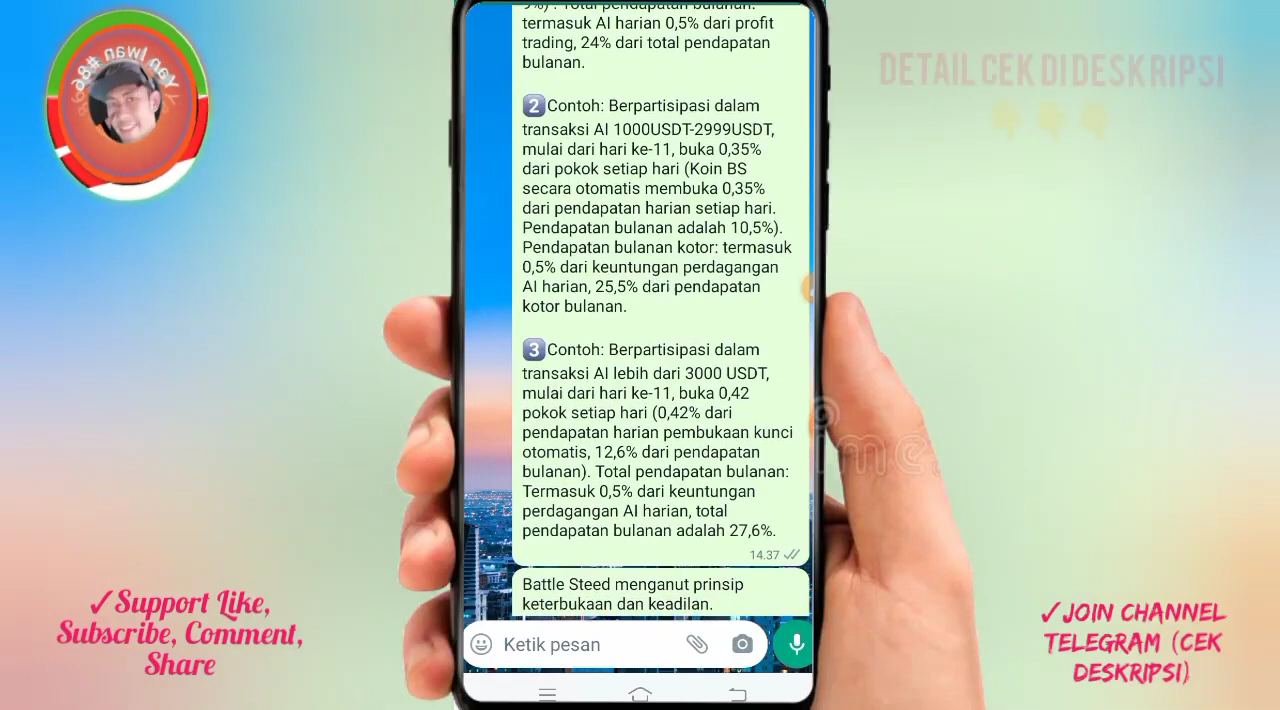 DETAIL CEK DI DESKRIPSI
9%) . Total pendapatan bulanan:
termasuk AI harian 0,5% dari profit
trading, 24% dari total pendapatan
bulanan.
2 Contoh: Berpartisipasi dalam
transaksi AI 1000USDT-2999USDT,
mulai dari hari ke-11, buka 0,35%
dari pokok setiap hari (Koin BS
secara otomatis membuka 0,35%
dari pendapatan harian setiap hari.
Pendapatan bulanan adalah 10,5%).
Pendapatan bulanan kotor: termasuk
0,5% dari keuntungan perdagangan
AI harian, 25,5% dari pendapatan
kotor bulanan.
3 Contoh: Berpartisipasi dalam
transaksi AI lebih dari 3000 USDT,
mulai dari hari ke-11, buka 0,42
pokok setiap hari (0,42% dari
pendapatan harian pembukaan kunci
otomatis, 12,6% dari pendapatan
bulanan). Total pendapatan bulanan:
Termasuk 0,5% dari keuntungan
perdagangan AI harian, total
pendapatan bulanan adalah 27,6%.
14.37
Battle Steed menganut prinsip
keterbukaan dan keadilan.
Ketik pesan
✓Support Like,
Subscribe, Comment,
Share
✓JOIN CHANNEL
TELEGRAM (CEK
DESKRIPSI)